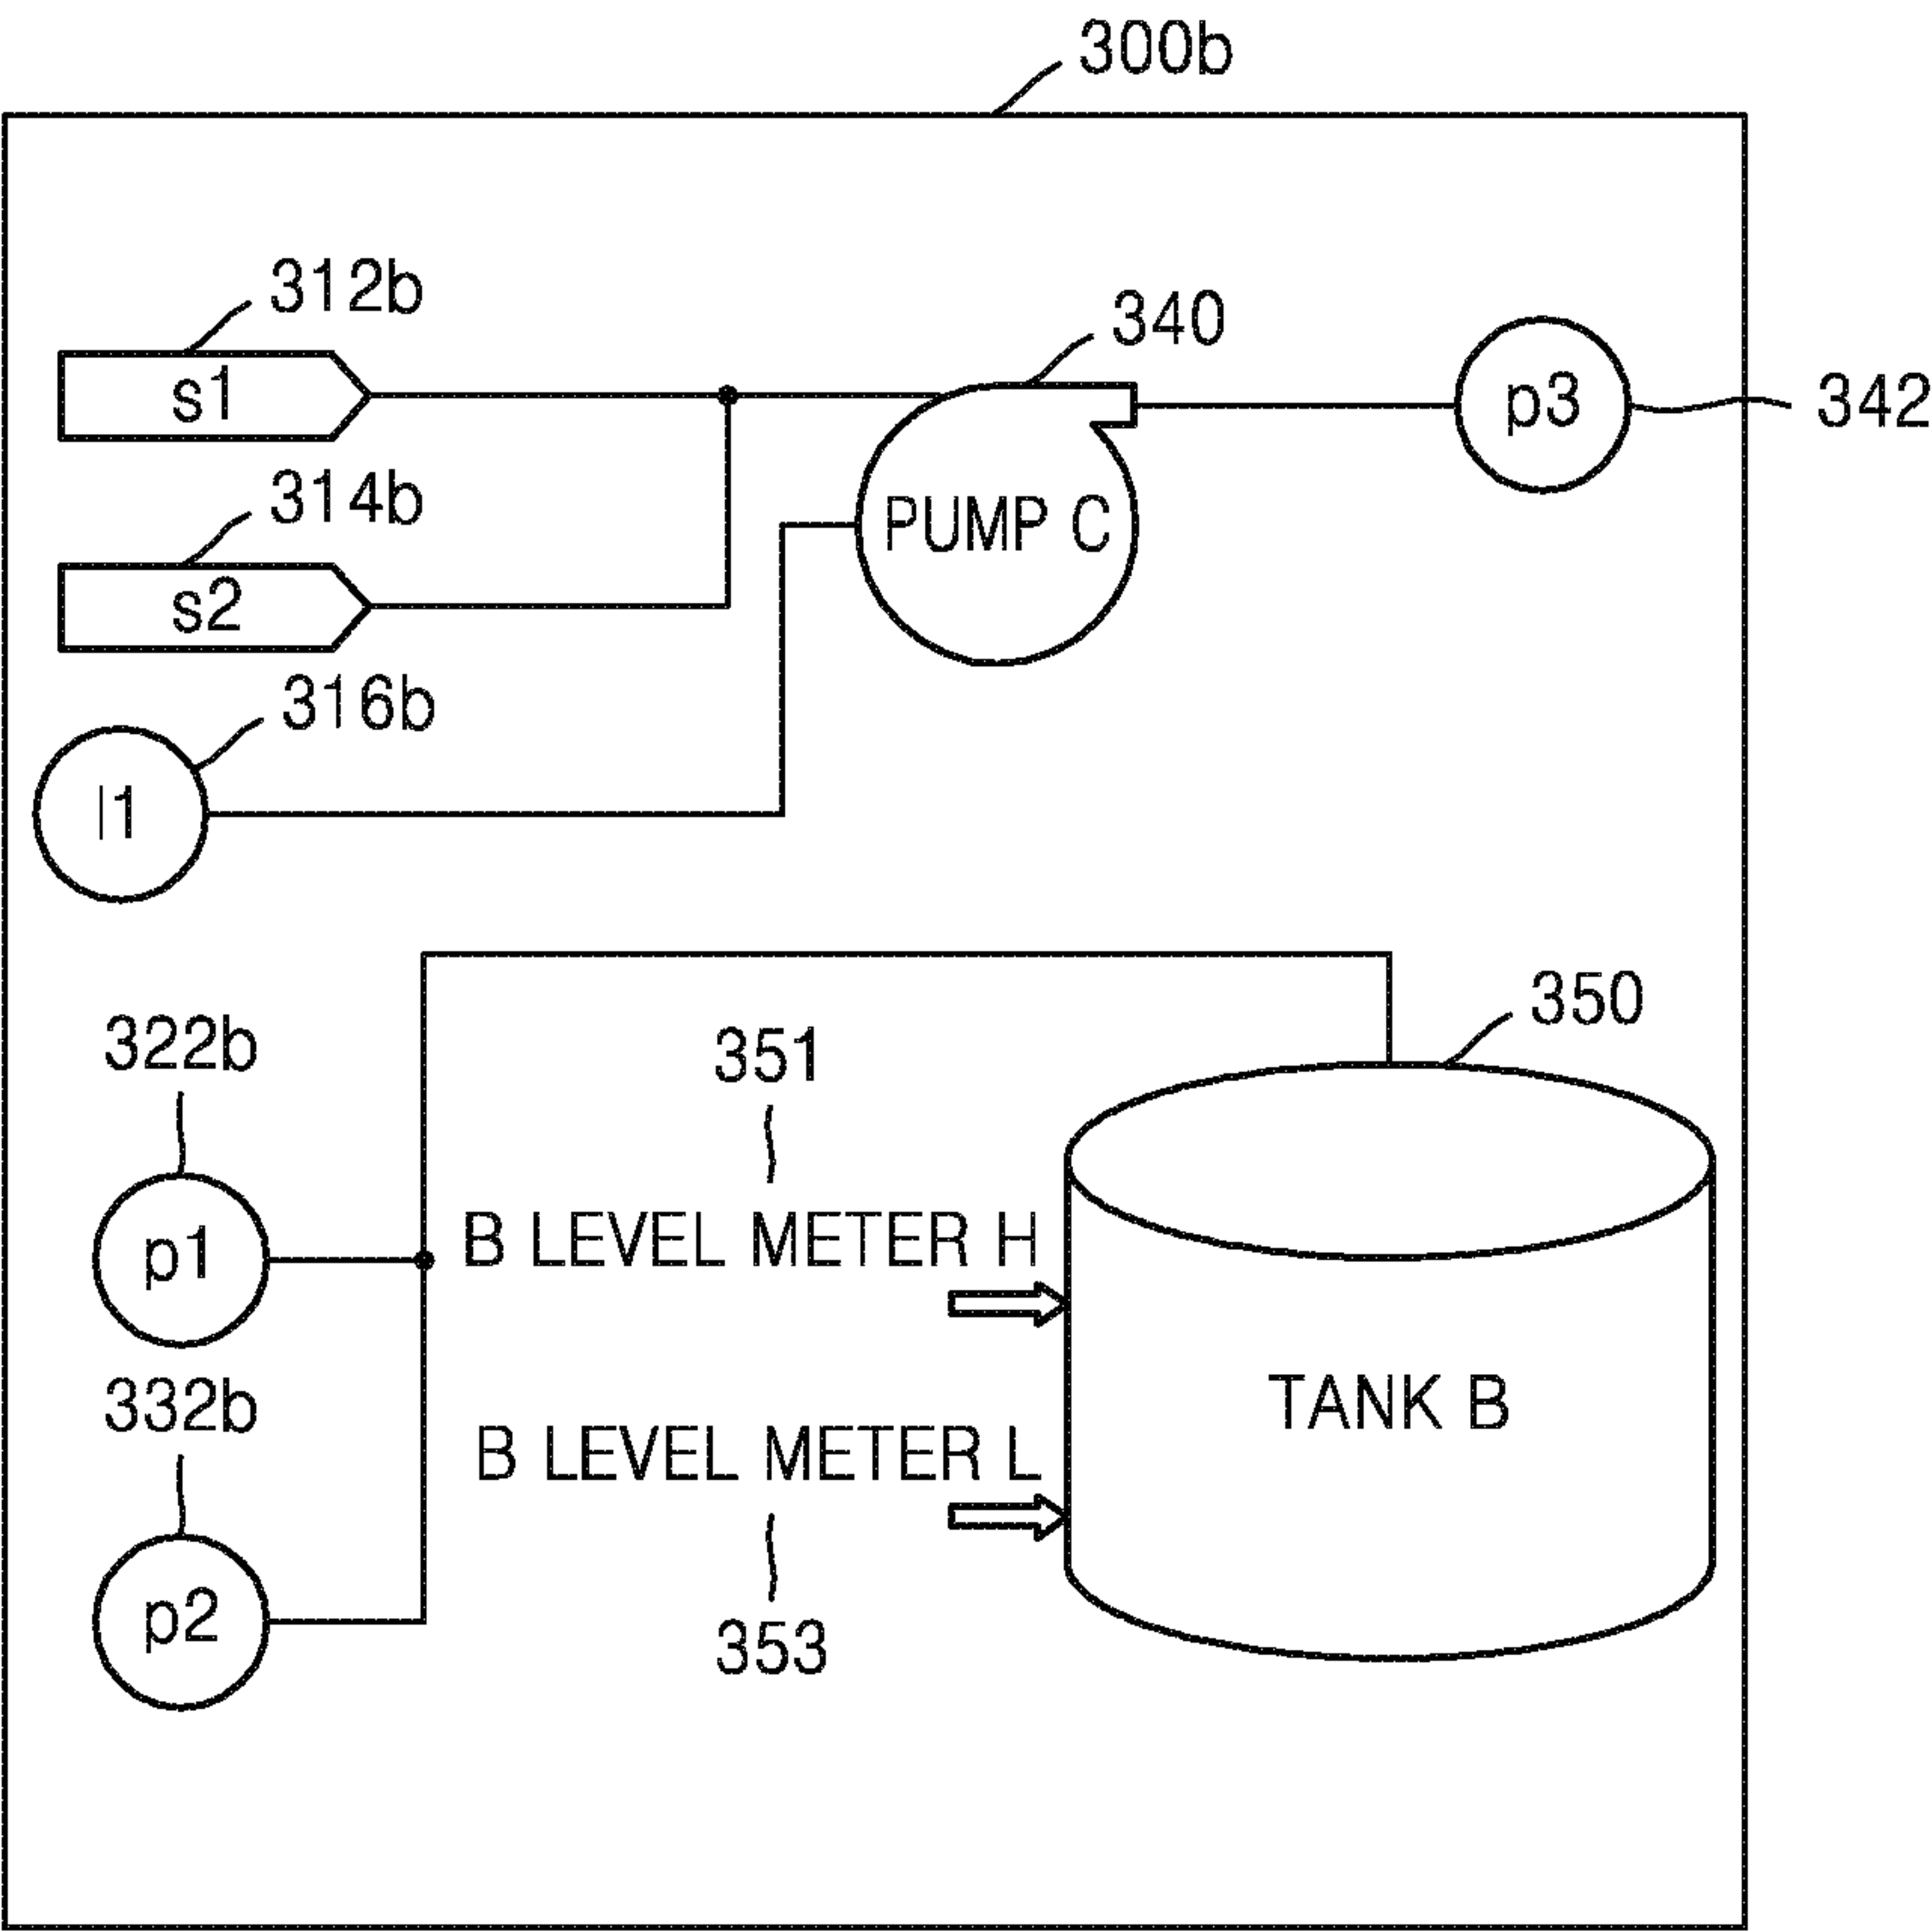 300b
312b
s1
340
p3
342
314b
PUMP C
s2
316b
l1
350
322b
351
p1
B LEVEL METER H
332b
TANK B
B LEVEL METER L
p2
353